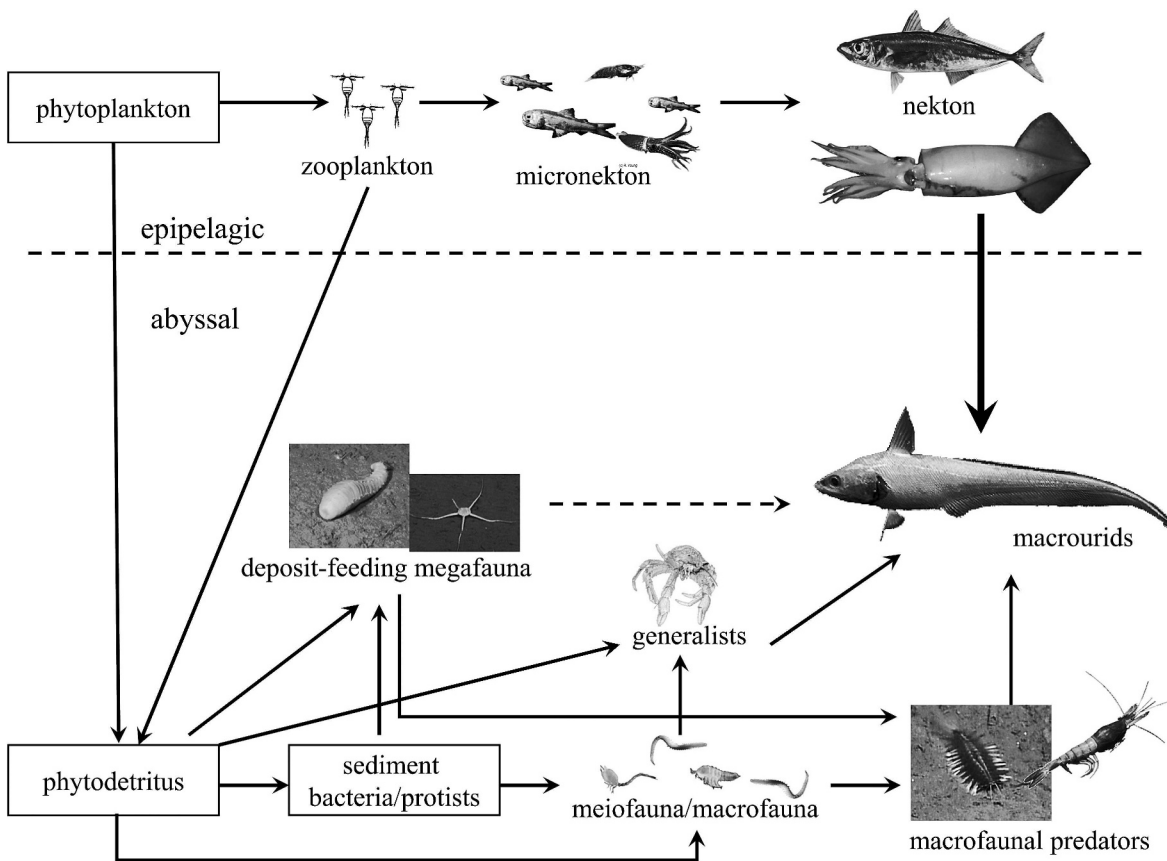 phytoplankton
zooplankton
micronekton
nekton
epipelagic
abyssal
deposit-feeding megafauna
generalists
macrourids
phytodetritus
sediment
bacteria/protists
meiofauna/macrofauna
macrofaunal predators